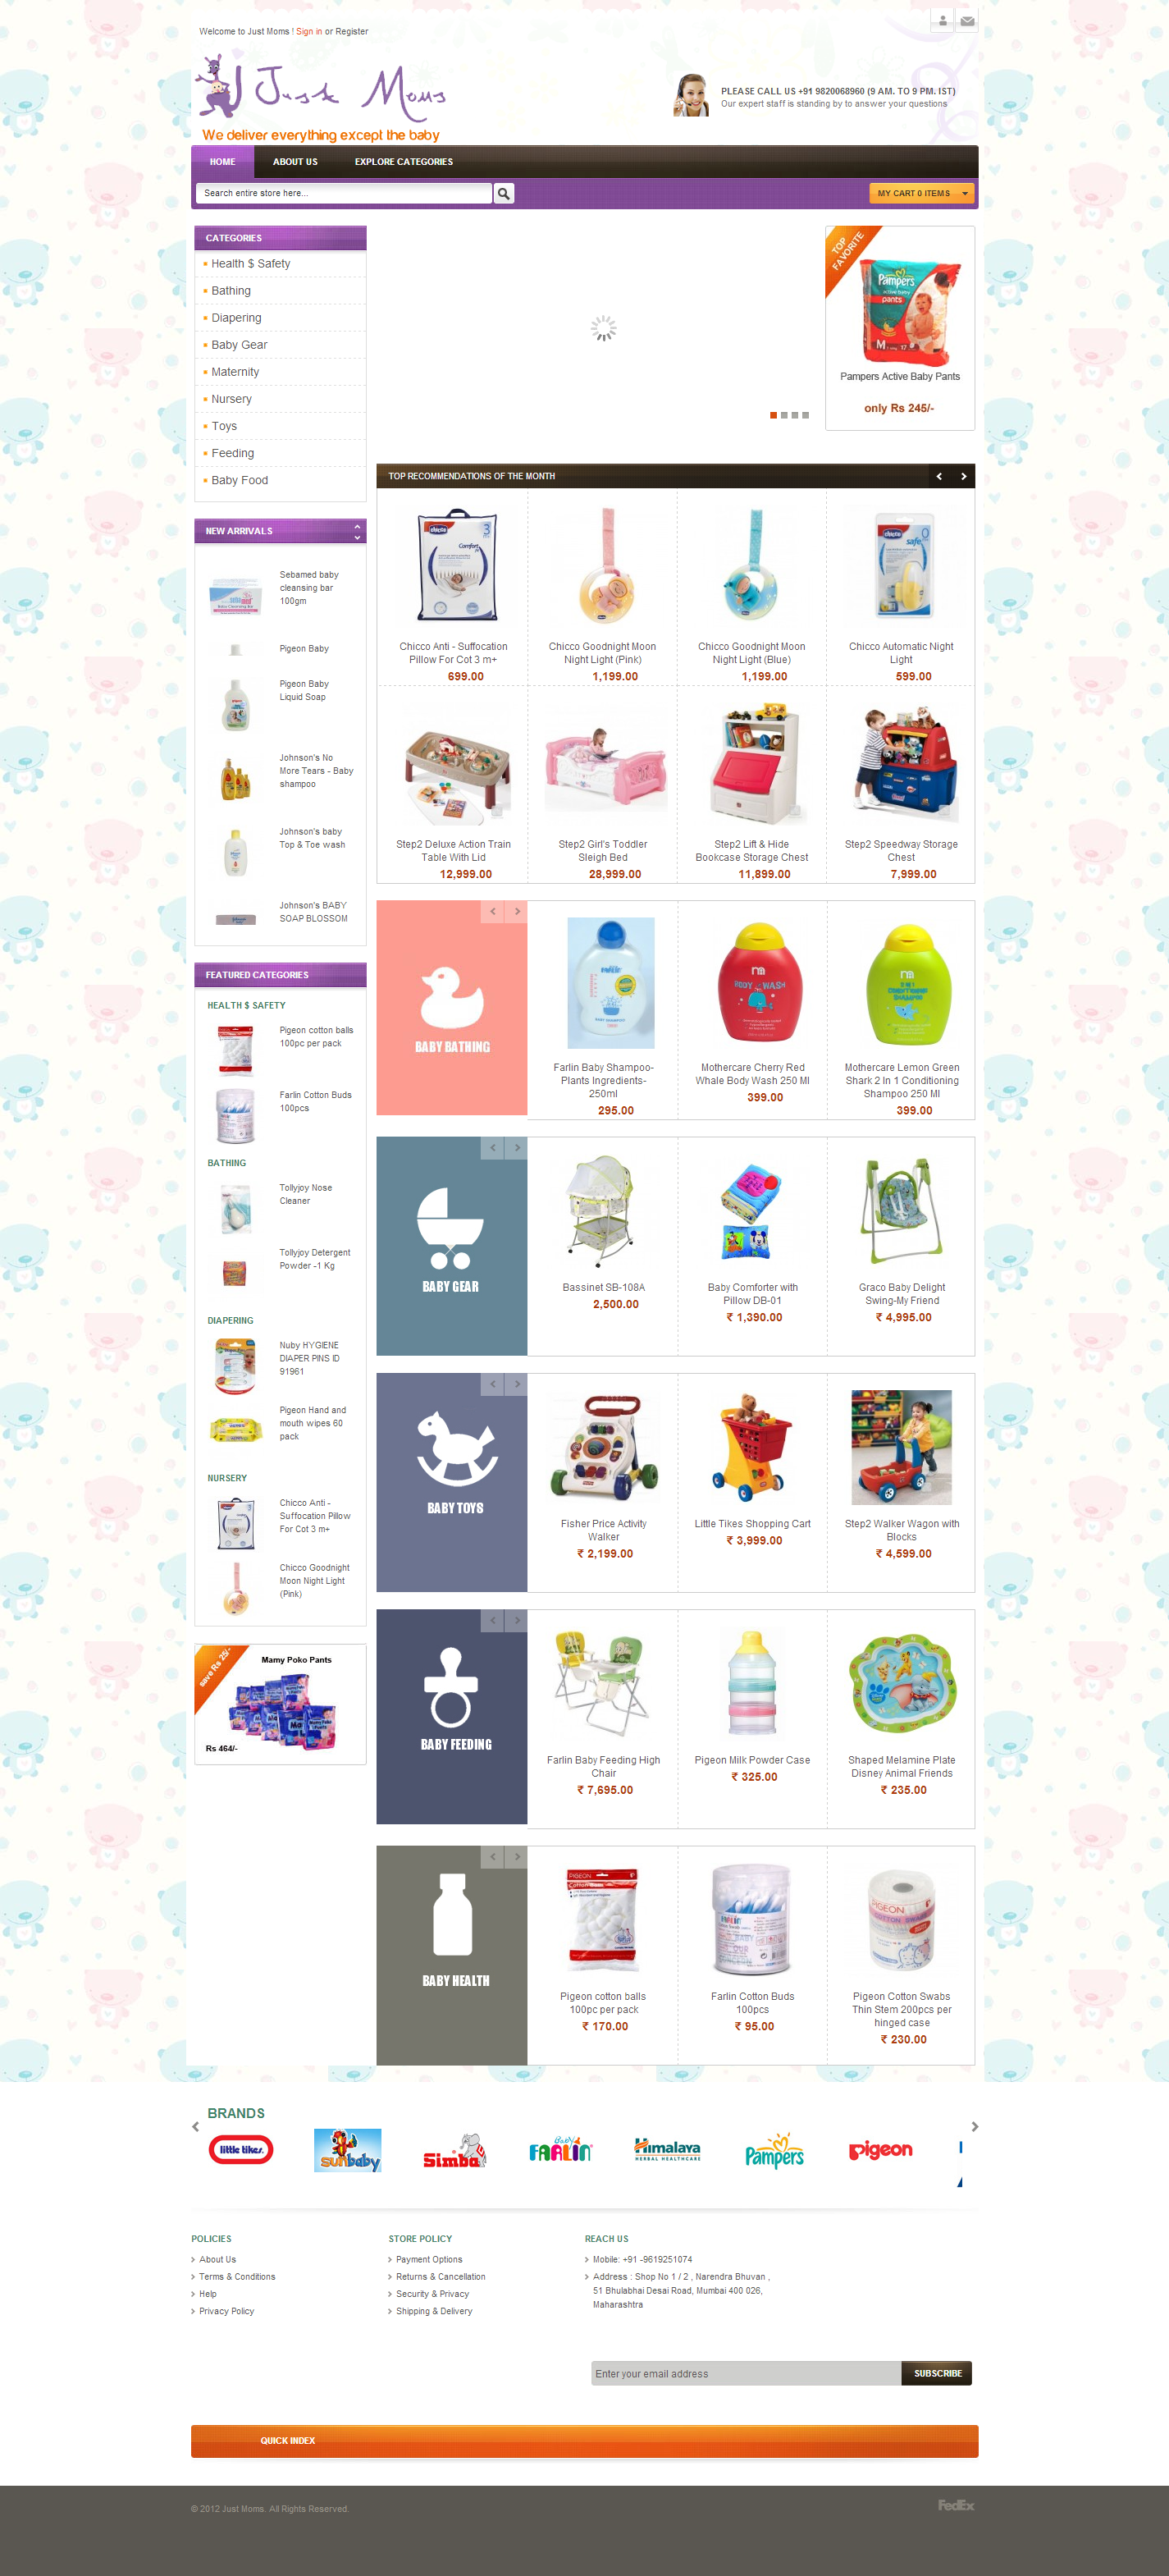 Welcome to Just Moms ! Sign in or Register
Just Moms
We deliver everything except the baby
PLEASE CALL US +91 9820068960 (9 AM. TO 9 PM. IST)
Our expert staff is standing by to answer your questions
HOME ABOUT US EXPLORE CATEGORIES
Search entire store here...
MY CART 0 ITEMS
CATEGORIES
Health $ Safety
Bathing
Diapering
Baby Gear
Maternity
Nursery
Toys
Feeding
Baby Food
TOP
FAVORITE
Pampers
active baby
pants
M
Pampers Active Baby Pants
only Rs 245/-
NEW ARRIVALS
Sebamed baby
cleansing bar
100gm
Pigeon Baby
Pigeon Baby
Liquid Soap
Johnson's No
More Tears - Baby
shampoo
Johnson's baby
Top & Toe wash
Johnson's BABY
SOAP BLOSSOM
TOP RECOMMENDATIONS OF THE MONTH
Chicco Anti - Suffocation
Pillow For Cot 3 m+
699.00
Chicco Goodnight Moon
Night Light (Pink)
1,199.00
Chicco Goodnight Moon
Night Light (Blue)
1,199.00
Chicco Automatic Night
Light
599.00
Step2 Deluxe Action Train
Table With Lid
12,999.00
Step2 Girl's Toddler
Sleigh Bed
28,999.00
Step2 Lift & Hide
Bookcase Storage Chest
11,899.00
Step2 Speedway Storage
Chest
7,999.00
FEATURED CATEGORIES
HEALTH $ SAFETY
Pigeon cotton balls
100pc per pack
Farlin Cotton Buds
100pcs
BATHING
Tollyjoy Nose
Cleaner
Tollyjoy Detergent
Powder -1 Kg
DIAPERING
Nuby HYGIENE
DIAPER PINS ID
91961
Pigeon Hand and
mouth wipes 60
pack
NURSERY
Chicco Anti -
Suffocation Pillow
For Cot 3 m+
Chicco Goodnight
Moon Night Light
(Pink)
save Rs 25/-
Mamy Poko Pants
Rs 464/-
BABY BATHING
Farlin Baby Shampoo-
Plants Ingredients-
250ml
295.00
BODY WASH
Mothercare Cherry Red
Whale Body Wash 250 Ml
399.00
Mothercare Lemon Green
Shark 2 In 1 Conditioning
Shampoo 250 Ml
399.00
BABY GEAR
Bassinet SB-108A
2,500.00
Baby Comforter with
Pillow DB-01
₹ 1,390.00
Graco Baby Delight
Swing-My Friend
₹ 4,995.00
BABY TOYS
Fisher Price Activity
Walker
₹ 2,199.00
Little Tikes Shopping Cart
₹ 3,999.00
Step2 Walker Wagon with
Blocks
₹ 4,599.00
BABY FEEDING
Farlin Baby Feeding High
Chair
₹ 7,695.00
Pigeon Milk Powder Case
₹ 325.00
Shaped Melamine Plate
Disney Animal Friends
₹ 235.00
BABY HEALTH
Pigeon cotton balls
100pc per pack
₹ 170.00
Farlin Cotton Buds
100pcs
₹ 95.00
Pigeon Cotton Swabs
Thin Stem 200pcs per
hinged case
₹ 230.00
BRANDS
little tikes
sunbaby
Simba
Baby FARLIN
Himalaya
HERBAL HEALTHCARE
Pampers
pigeon
POLICIES
About Us
Terms & Conditions
Help
Privacy Policy
STORE POLICY
Payment Options
Returns & Cancellation
Security & Privacy
Shipping & Delivery
REACH US
Mobile: +91 -9619251074
Address : Shop No 1 / 2 , Narendra Bhuvan ,
51 Bhulabhai Desai Road, Mumbai 400 026,
Maharashtra
Enter your email address
SUBSCRIBE
QUICK INDEX
© 2012 Just Moms. All Rights Reserved.
FedEx